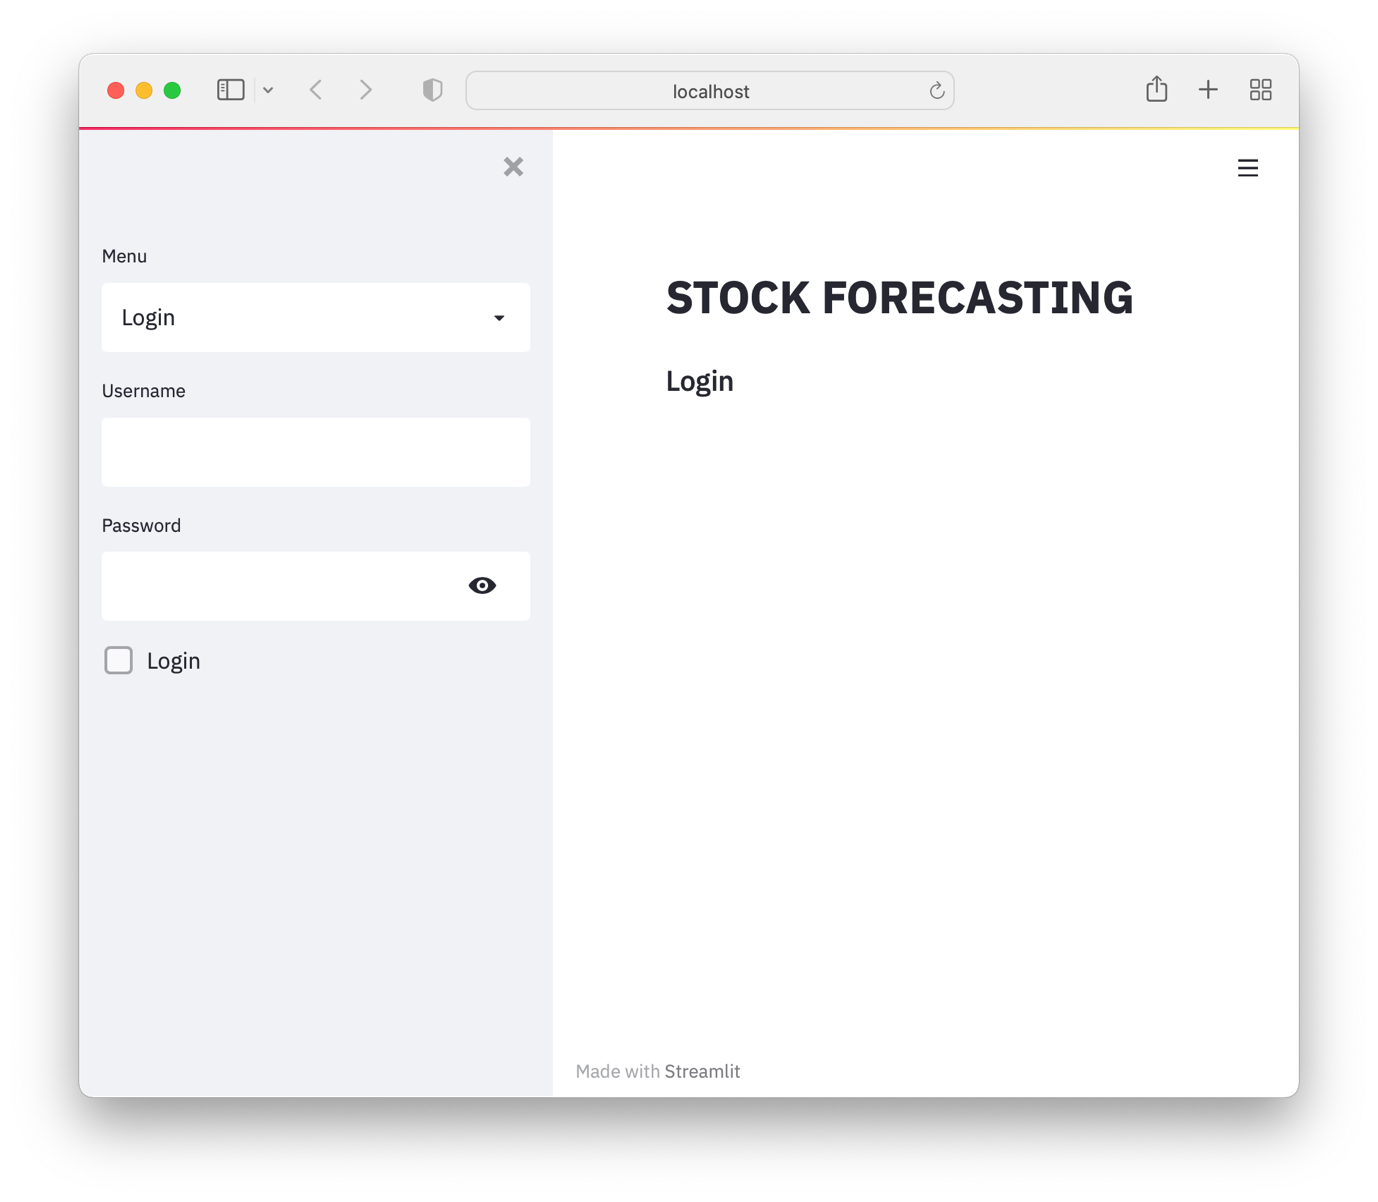 localhost
Menu
Login
Username
Password
Login
STOCK FORECASTING
Login
Made with Streamlit